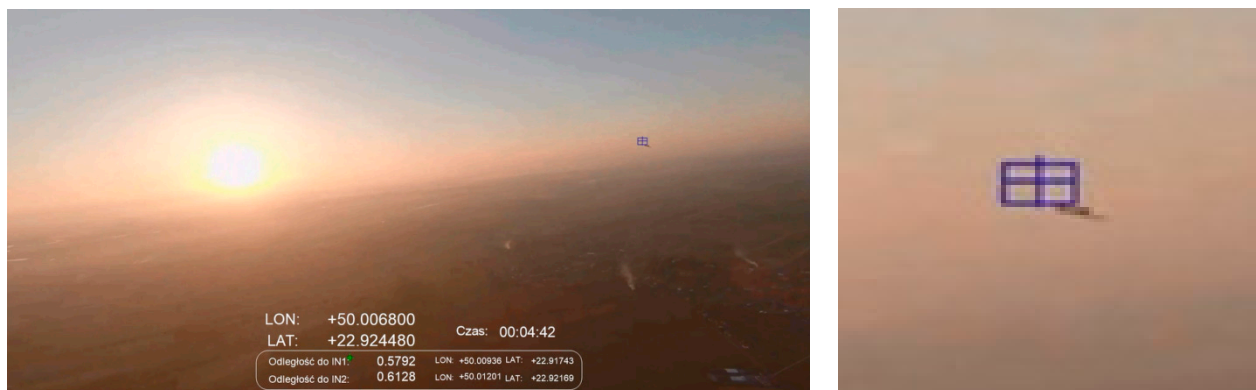 LON: +50.006800
LAT: +22.924480
Czas: 00:04:42
Odległość do IN1: 0.5792 LON: +50.00936 LAT: +22.91743
Odległość do IN2: 0.6128 LON: +50.01201 LAT: +22.92169